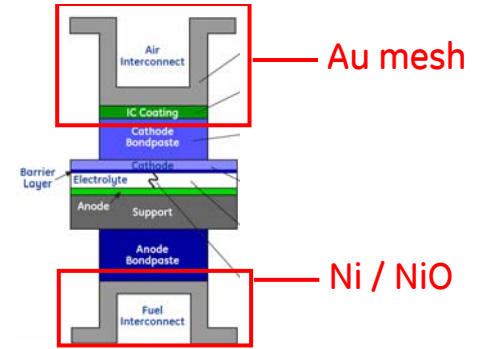 Air
Interconnect
Au mesh
IC Coating
Cathode
Bondpaste
Cathode
Barrier
Layer
Electrolyte
Anode
Support
Anode
Bondpaste
Ni / NiO
Fuel
Interconnect